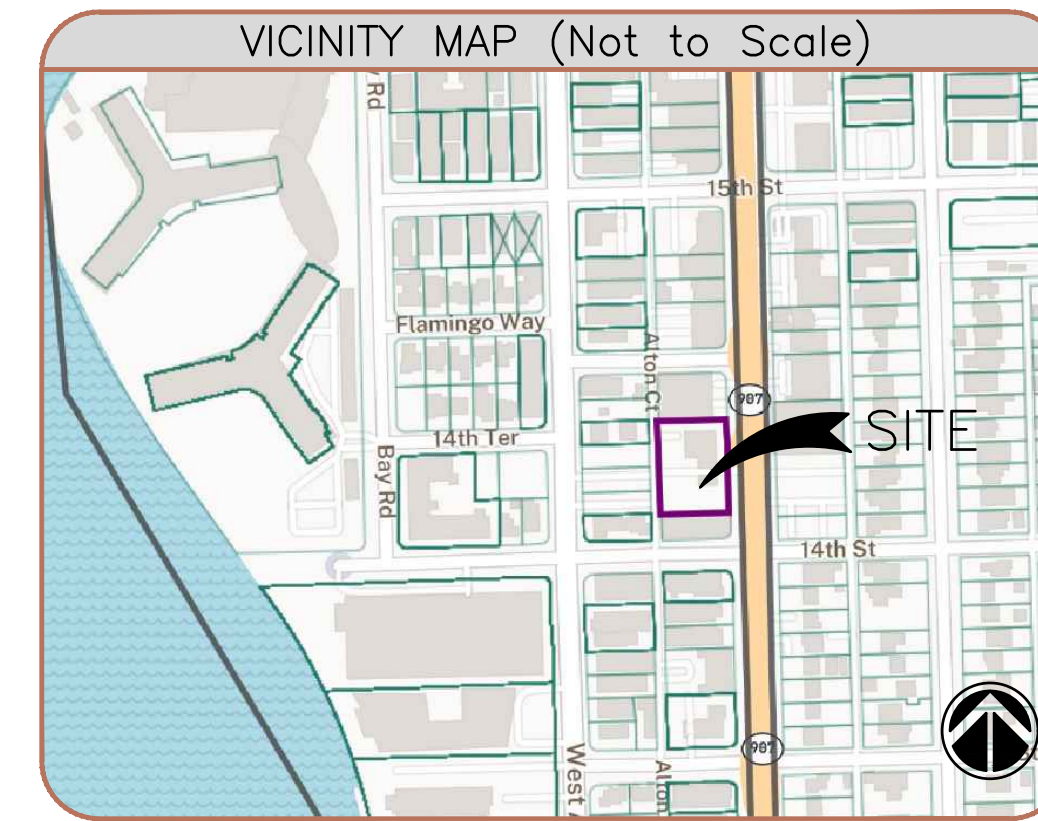 VICINITY MAP (Not to Scale)
y Rd
15th St
Flamingo Way
Alton Ct
907
SITE
14th Ter
Bay Rd
14th St
907
West A
Alton